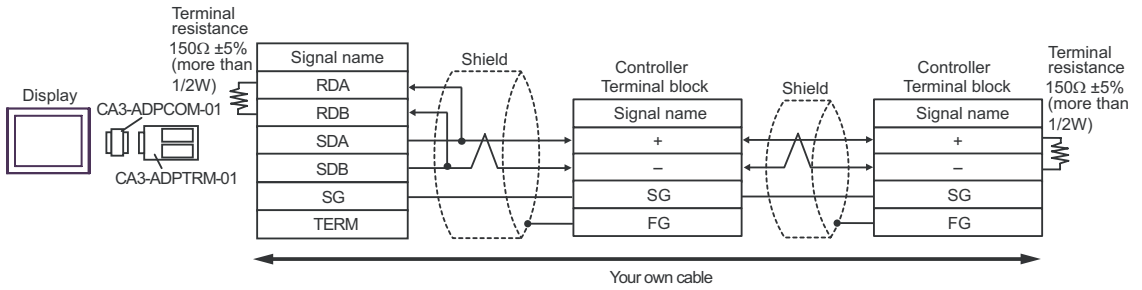 Terminal
resistance
150Ω ±5%
(more than
1/2W)
Display
CA3-ADPCOM-01
CA3-ADPTRM-01
Signal name
RDA
RDB
SDA
SDB
SG
TERM
Shield
Controller
Terminal block
Signal name
+
–
SG
FG
Shield
Controller
Terminal block
Signal name
+
–
SG
FG
Terminal
resistance
150Ω ±5%
(more than
1/2W)
Your own cable